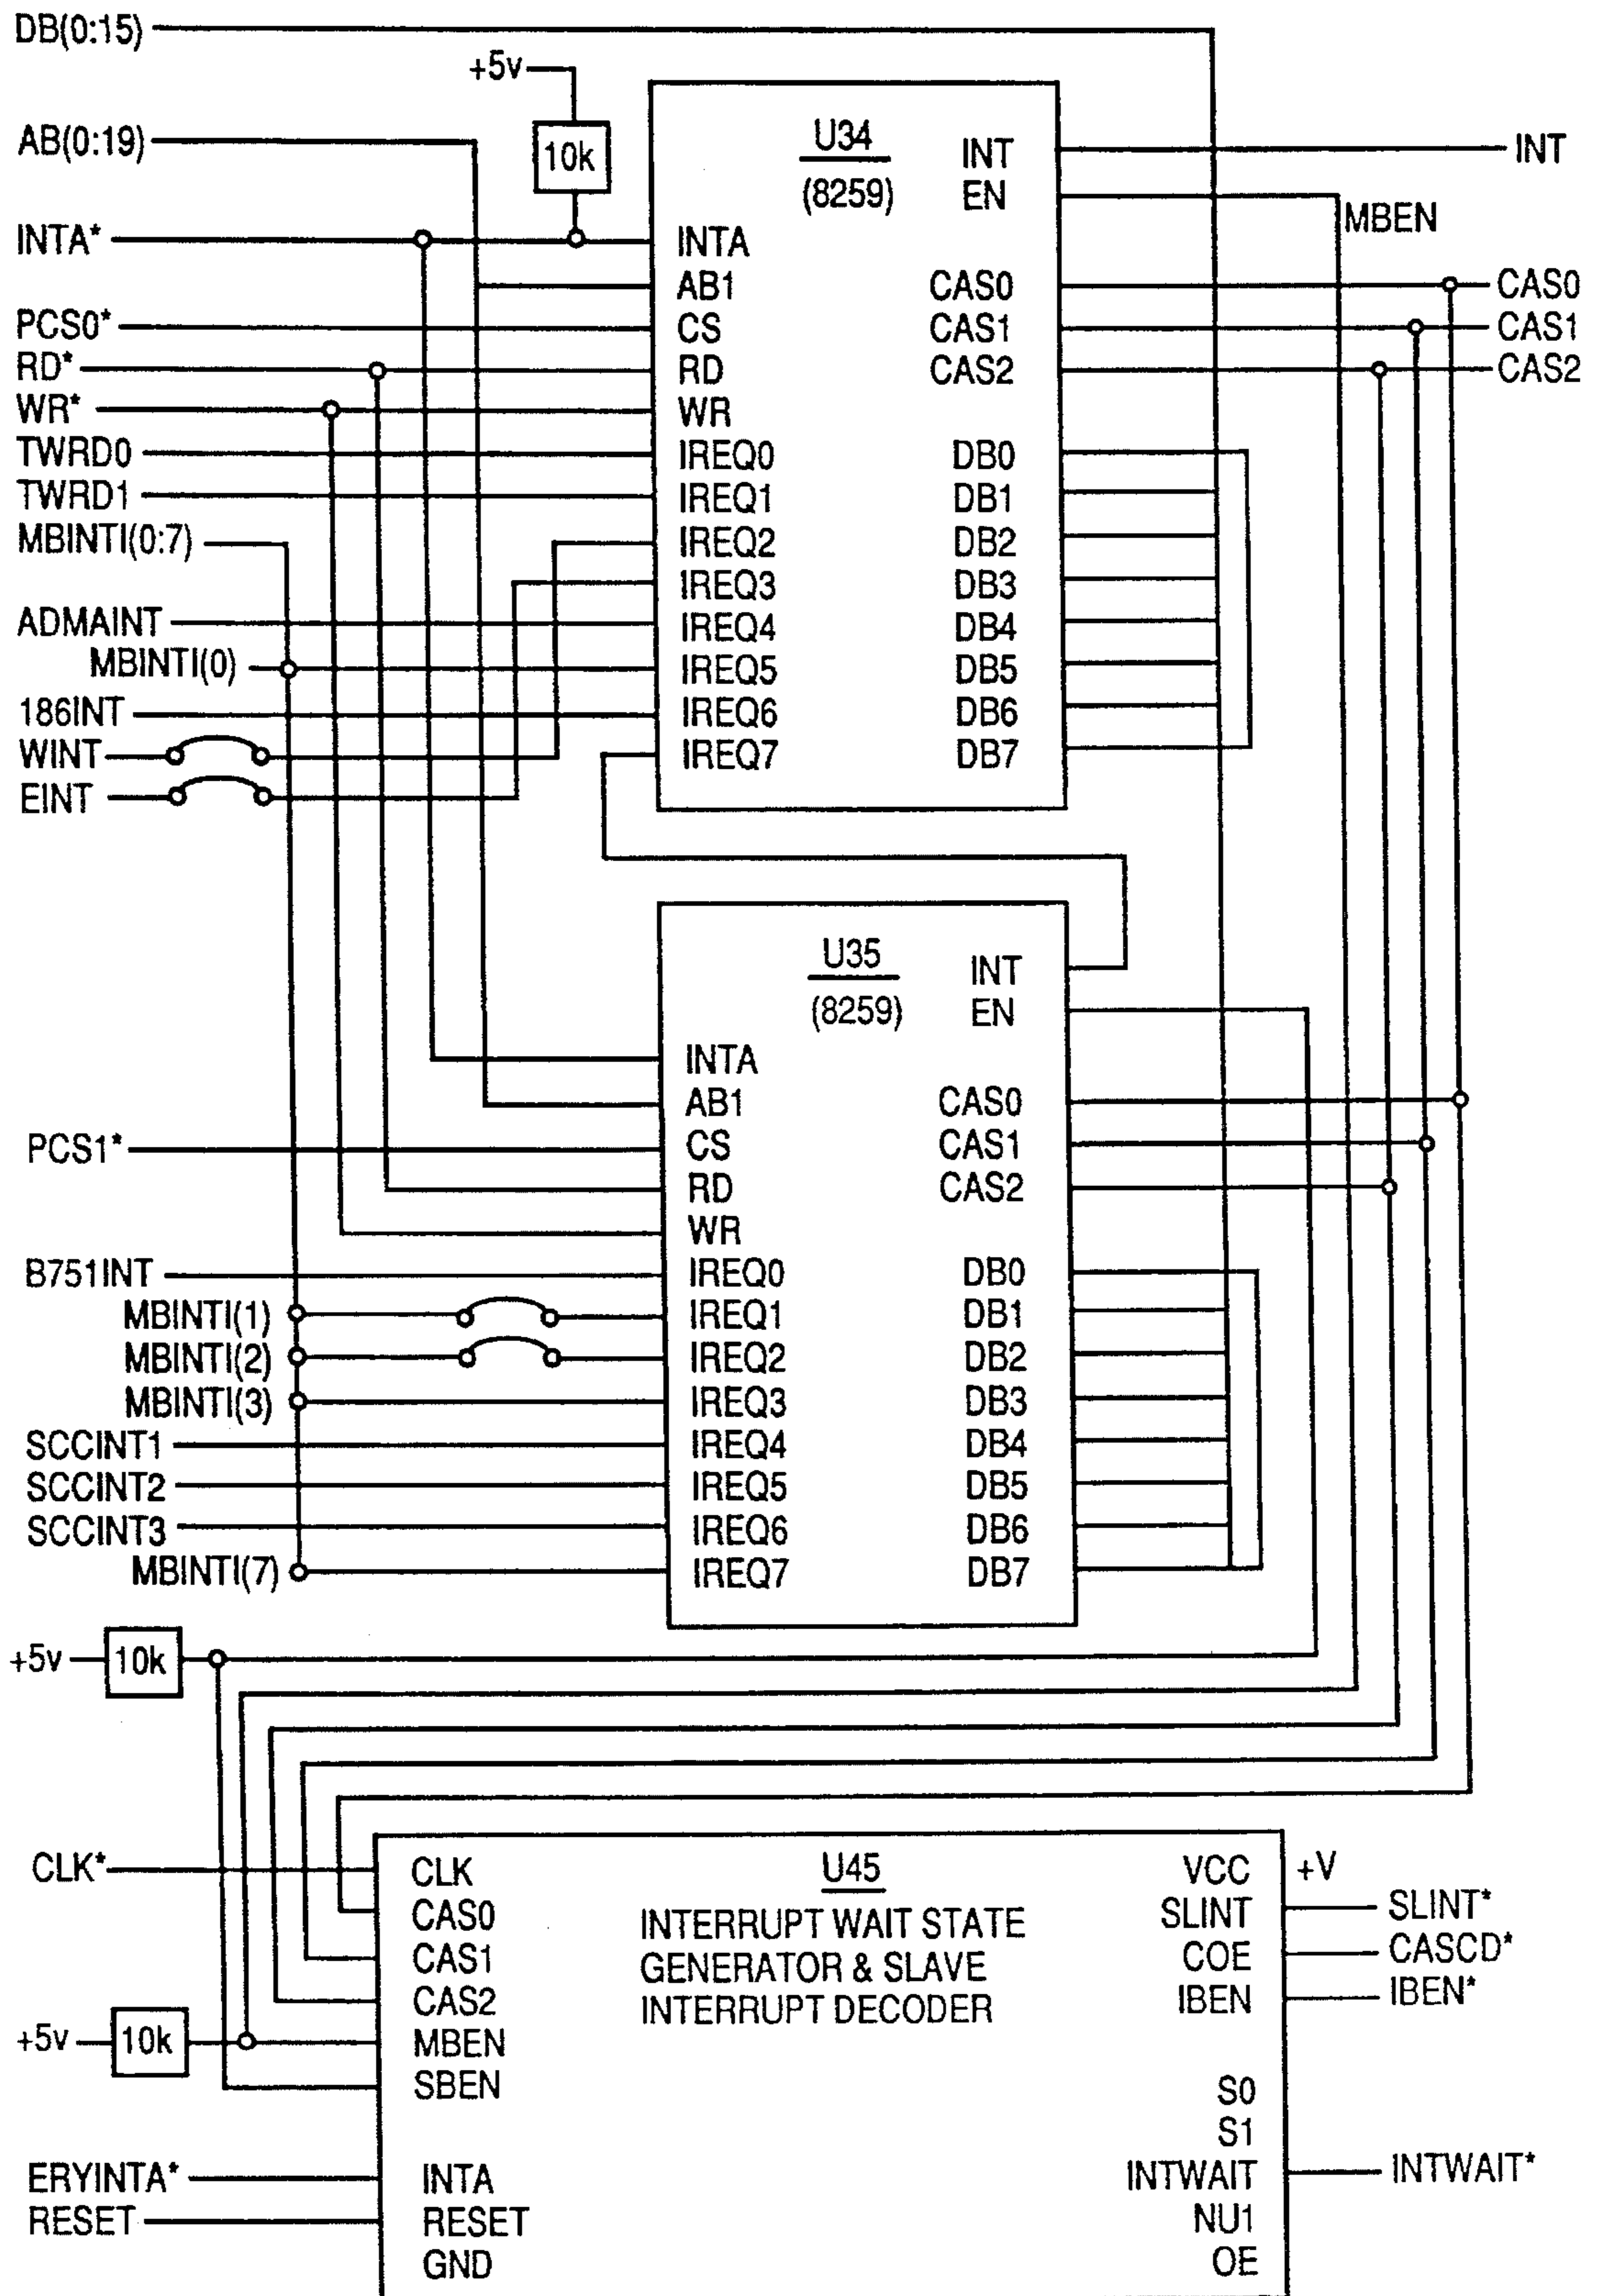 DB(0:15)
+5v
AB(0:19)
10k
U34
(8259)
INT
INT
EN
MBEN
INTA*
INTA
AB1
CAS0
CAS0
PCS0*
CS
CAS1
CAS1
RD*
RD
CAS2
CAS2
WR*
WR
TWRD0
IREQ0
DB0
TWRD1
IREQ1
DB1
MBINTI(0:7)
IREQ2
DB2
IREQ3
DB3
ADMAINT
IREQ4
DB4
MBINTI(0)
IREQ5
DB5
186INT
IREQ6
DB6
WINT
IREQ7
DB7
EINT
U35
(8259)
INT
EN
INTA
AB1
CAS0
PCS1*
CS
CAS1
RD
CAS2
WR
B751INT
IREQ0
DB0
MBINTI(1)
IREQ1
DB1
MBINTI(2)
IREQ2
DB2
MBINTI(3)
IREQ3
DB3
SCCINT1
IREQ4
DB4
SCCINT2
IREQ5
DB5
SCCINT3
IREQ6
DB6
MBINTI(7)
IREQ7
DB7
+5v
10k
CLK*
CLK
U45
VCC
+V
CAS0
INTERRUPT WAIT STATE
SLINT
SLINT*
CAS1
GENERATOR & SLAVE
COE
CASCD*
CAS2
INTERRUPT DECODER
IBEN
IBEN*
+5v
10k
MBEN
SBEN
S0
S1
ERYINTA*
INTA
INTWAIT
INTWAIT*
RESET
RESET
NU1
GND
OE